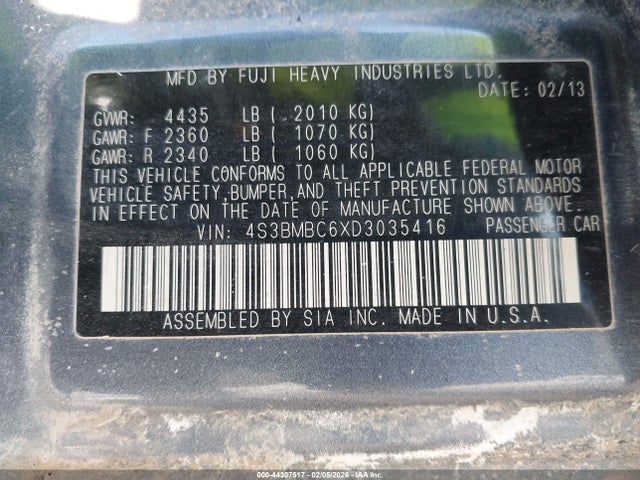 MFD BY FUJI HEAVY INDUSTRIES LTD.
DATE: 02/13
GVWR: 4435 LB ( 2010 KG)
GAWR: F 2360 LB ( 1070 KG)
GAWR: R 2340 LB ( 1060 KG)
THIS VEHICLE CONFORMS TO ALL APPLICABLE FEDERAL MOTOR
VEHICLE SAFETY,BUMPER,AND THEFT PREVENTION STANDARDS
IN EFFECT ON THE DATE OF MANUFACTURE SHOWN ABOVE.
VIN: 4S3BMBC6XD3035416 PASSENGER CAR
ASSEMBLED BY SIA INC. MADE IN U.S.A.
000-44307517 - 02/05/2026 - IAAI Holdings, LLC